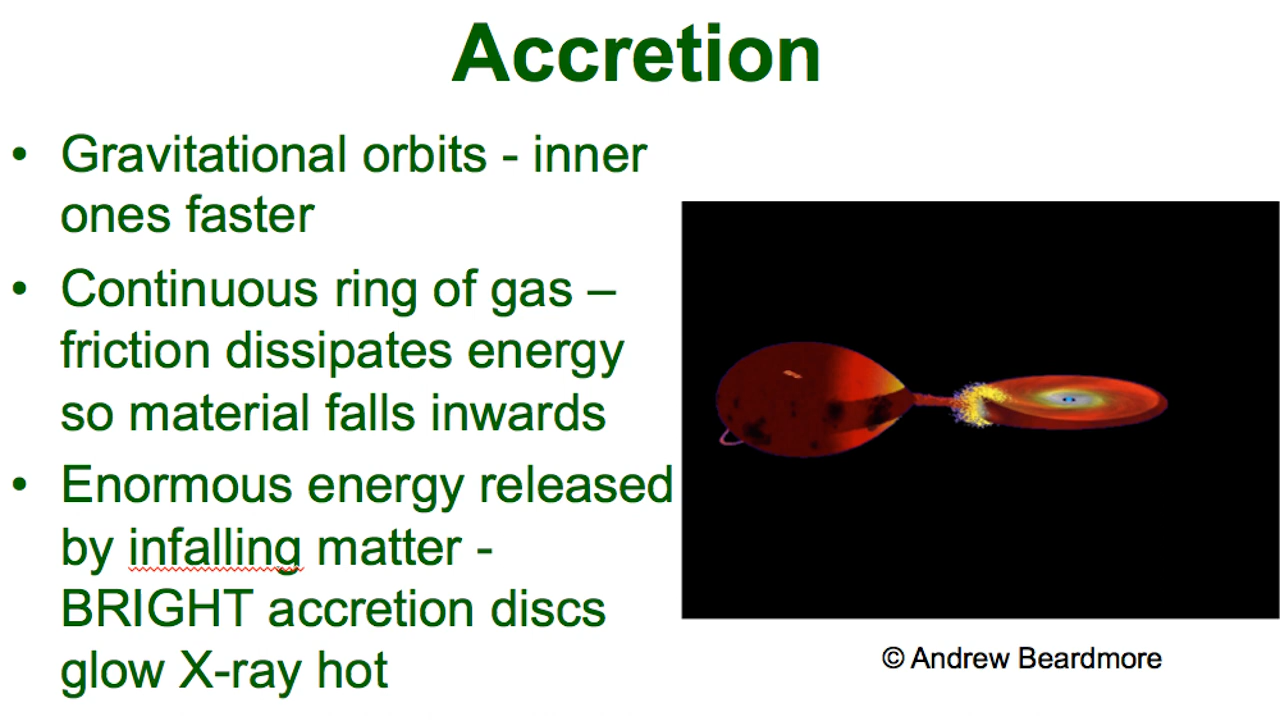 Accretion
• Gravitational orbits - inner
ones faster
• Continuous ring of gas –
friction dissipates energy
so material falls inwards
• Enormous energy released
by infalling matter -
BRIGHT accretion discs
glow X-ray hot
© Andrew Beardmore